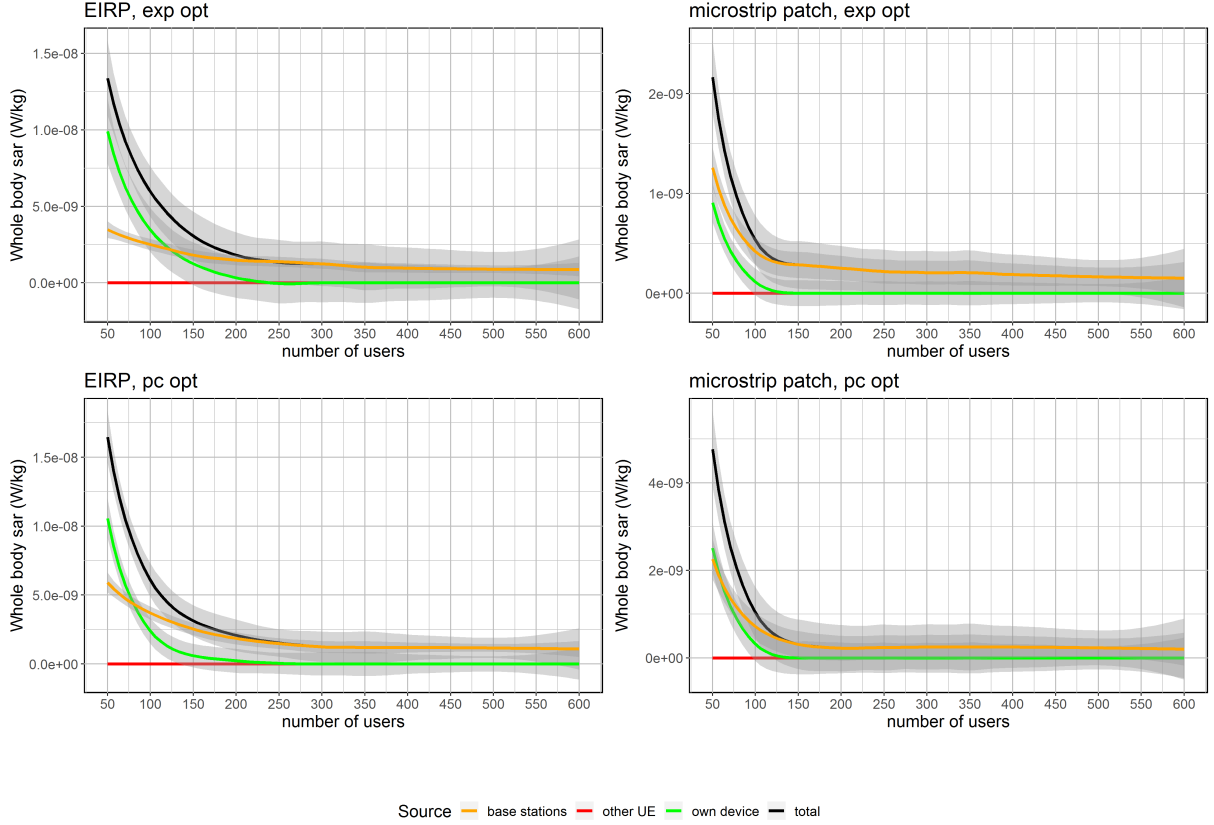 EIRP, exp opt
Whole body sar (W/kg)
1.5e-08
1.0e-08
5.0e-09
0.0e+00
50 100 150 200 250 300 350 400 450 500 550 600
number of users
microstrip patch, exp opt
Whole body sar (W/kg)
2e-09
1e-09
0e+00
50 100 150 200 250 300 350 400 450 500 550 600
number of users
EIRP, pc opt
Whole body sar (W/kg)
1.5e-08
1.0e-08
5.0e-09
0.0e+00
50 100 150 200 250 300 350 400 450 500 550 600
number of users
microstrip patch, pc opt
Whole body sar (W/kg)
4e-09
2e-09
0e+00
50 100 150 200 250 300 350 400 450 500 550 600
number of users
Source base stations other UE own device total